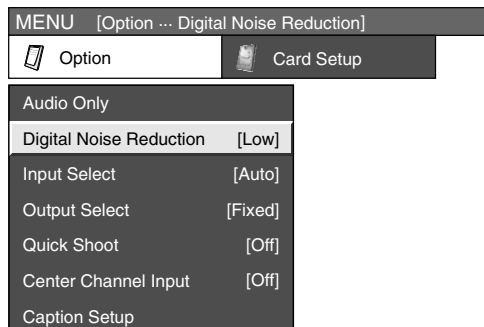 MENU [Option ··· Digital Noise Reduction]
Option Card Setup
Audio Only
Digital Noise Reduction [Low]
Input Select [Auto]
Output Select [Fixed]
Quick Shoot [Off]
Center Channel Input [Off]
Caption Setup